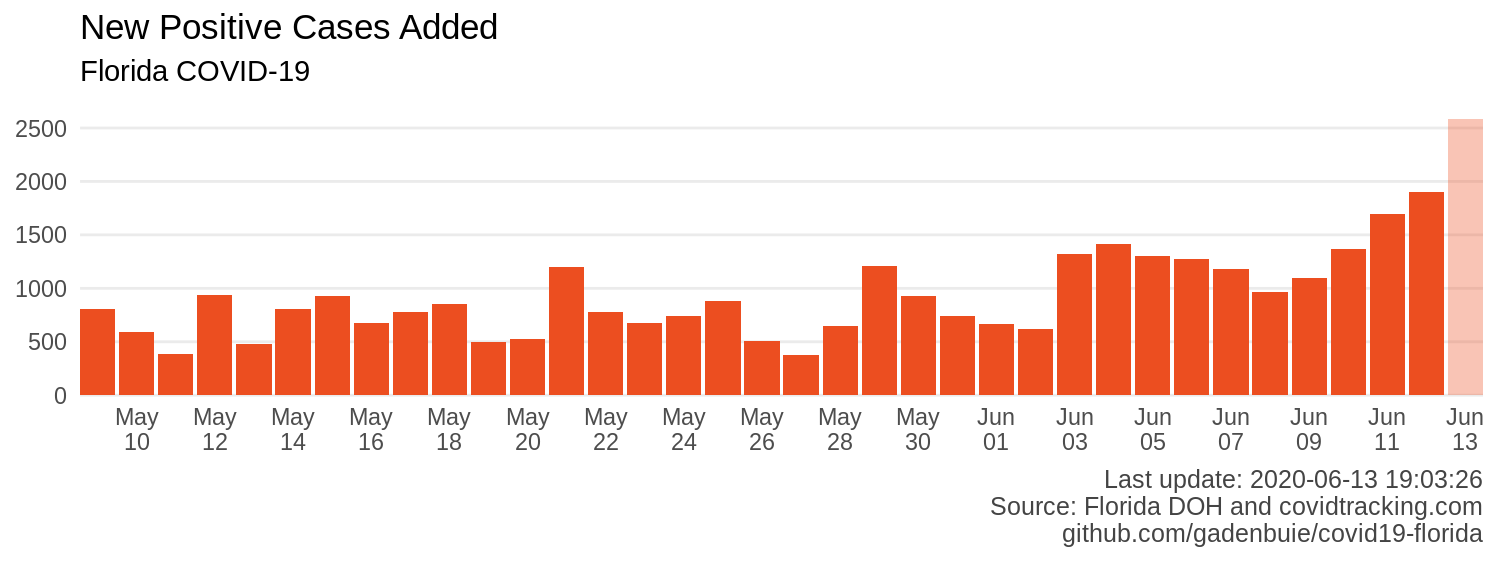 New Positive Cases Added
Florida COVID-19
2500
2000
1500
1000
500
0
May May May May May May May May May May May Jun Jun Jun Jun Jun Jun Jun
10 12 14 16 18 20 22 24 26 28 30 01 03 05 07 09 11 13
Last update: 2020-06-13 19:03:26
Source: Florida DOH and covidtracking.com
github.com/gadenbuie/covid19-florida